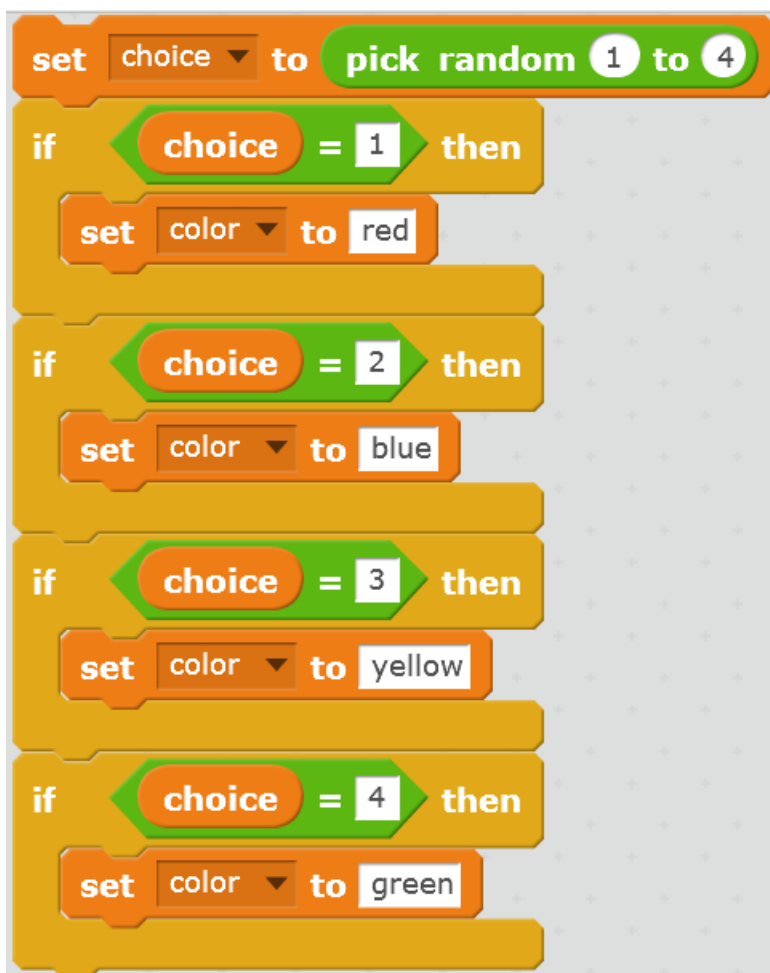 set choice to pick random 1 to 4
if choice = 1 then
set color to red
if choice = 2 then
set color to blue
if choice = 3 then
set color to yellow
if choice = 4 then
set color to green